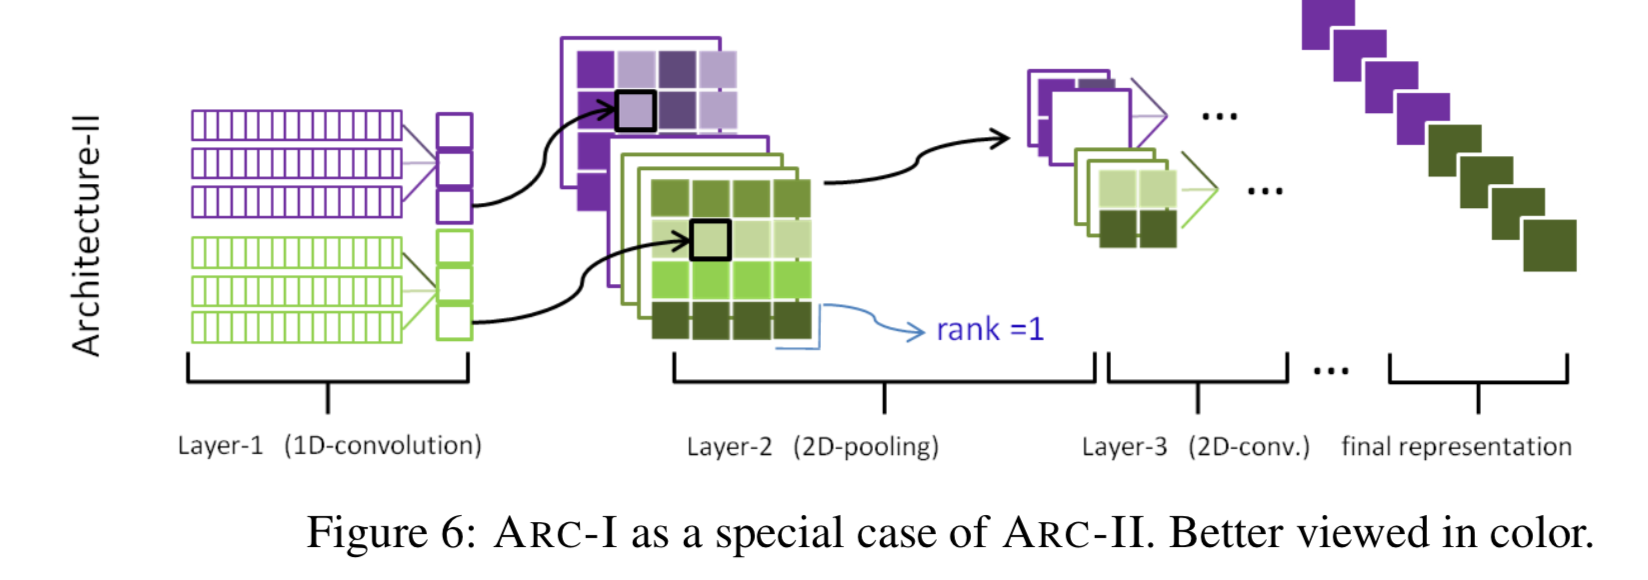 Architecture-II
...
...
rank =1
...
Layer-1 (1D-convolution)
Layer-2 (2D-pooling)
Layer-3 (2D-conv.)
final representation
Figure 6: ARC-I as a special case of ARC-II. Better viewed in color.